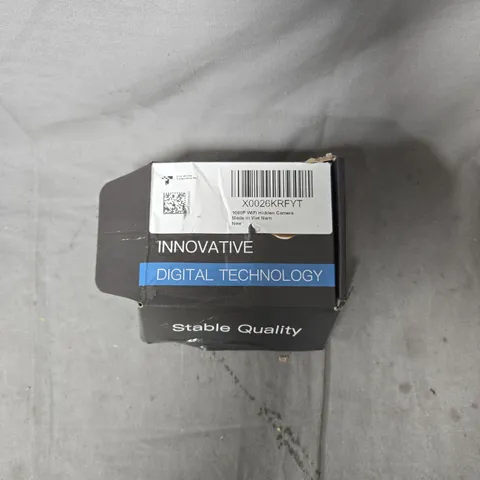 X0026KRFYT
1080P WiFi Hidden Camera
Made in Viet Nam
New
INNOVATIVE
DIGITAL TECHNOLOGY
Stable Quality